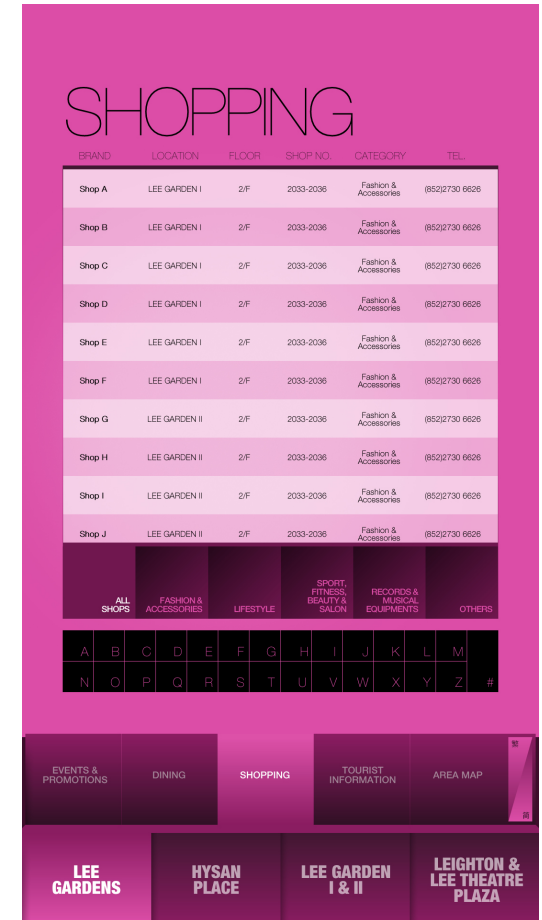 SHOPPING
BRAND LOCATION FLOOR SHOP NO. CATEGORY TEL.
Shop A LEE GARDEN I 2/F 2033-2036 Fashion & Accessories (852)2730 6626
Shop B LEE GARDEN I 2/F 2033-2036 Fashion & Accessories (852)2730 6626
Shop C LEE GARDEN I 2/F 2033-2036 Fashion & Accessories (852)2730 6626
Shop D LEE GARDEN I 2/F 2033-2036 Fashion & Accessories (852)2730 6626
Shop E LEE GARDEN I 2/F 2033-2036 Fashion & Accessories (852)2730 6626
Shop F LEE GARDEN I 2/F 2033-2036 Fashion & Accessories (852)2730 6626
Shop G LEE GARDEN II 2/F 2033-2036 Fashion & Accessories (852)2730 6626
Shop H LEE GARDEN II 2/F 2033-2036 Fashion & Accessories (852)2730 6626
Shop I LEE GARDEN II 2/F 2033-2036 Fashion & Accessories (852)2730 6626
Shop J LEE GARDEN II 2/F 2033-2036 Fashion & Accessories (852)2730 6626
ALL
SHOPS
FASHION &
ACCESSORIES
LIFESTYLE
SPORT,
FITNESS,
BEAUTY &
SALON
RECORDS &
MUSICAL
EQUIPMENTS
OTHERS
A B C D E F G H I J K L M
N O P Q R S T U V W X Y Z #
EVENTS &
PROMOTIONS
DINING
SHOPPING
TOURIST
INFORMATION
AREA MAP
繁
简
LEE
GARDENS
HYSAN
PLACE
LEE GARDEN
I & II
LEIGHTON &
LEE THEATRE
PLAZA